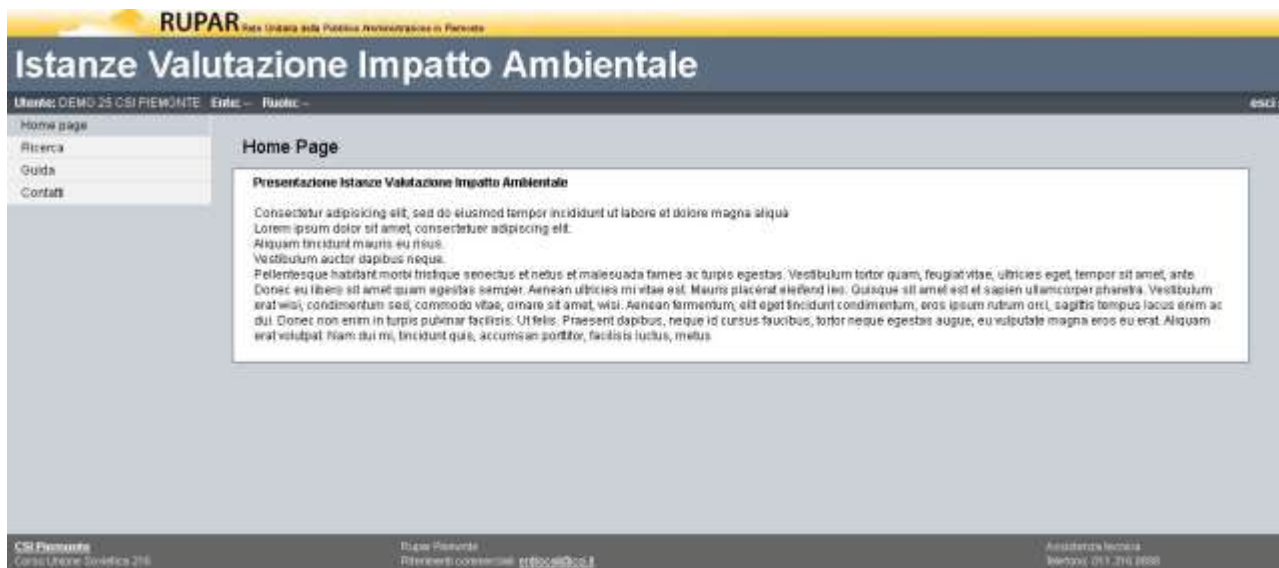 RUPAR Rete Unitaria della Pubblica Amministrazione in Piemonte
Istanze Valutazione Impatto Ambientale
Utente: DEMO 25 CSI PIEMONTE Ente: -- Ruolo: -- esci
Home page
Ricerca
Guida
Contatti
Home Page
Presentazione Istanze Valutazione Impatto Ambientale
Consectetur adipisicing elit, sed do eiusmod tempor incididunt ut labore et dolore magna aliqua
Lorem ipsum dolor sit amet, consectetuer adipiscing elit.
Aliquam tincidunt mauris eu risus.
Vestibulum auctor dapibus neque.
Pellentesque habitant morbi tristique senectus et netus et malesuada fames ac turpis egestas. Vestibulum tortor quam, feugiat vitae, ultricies eget, tempor sit amet, ante.
Donec eu libero sit amet quam egestas semper. Aenean ultricies mi vitae est. Mauris placerat eleifend leo. Quisque sit amet est et sapien ullamcorper pharetra. Vestibulum
erat wisi, condimentum sed, commodo vitae, ornare sit amet, wisi. Aenean fermentum, elit eget tincidunt condimentum, eros ipsum rutrum orci, sagittis tempus lacus enim ac
dui. Donec non enim in turpis pulvinar facilisis. Ut felis. Praesent dapibus, neque id cursus faucibus, tortor neque egestas augue, eu vulputate magna eros eu erat. Aliquam
erat volutpat. Nam dui mi, tincidunt quis, accumsan porttitor, facilisis luctus, metus
CSI Piemonte
Corso Unione Sovietica 216
Rupar Piemonte
Riferimenti commerciali:
Assistenza tecnica
Telefono: